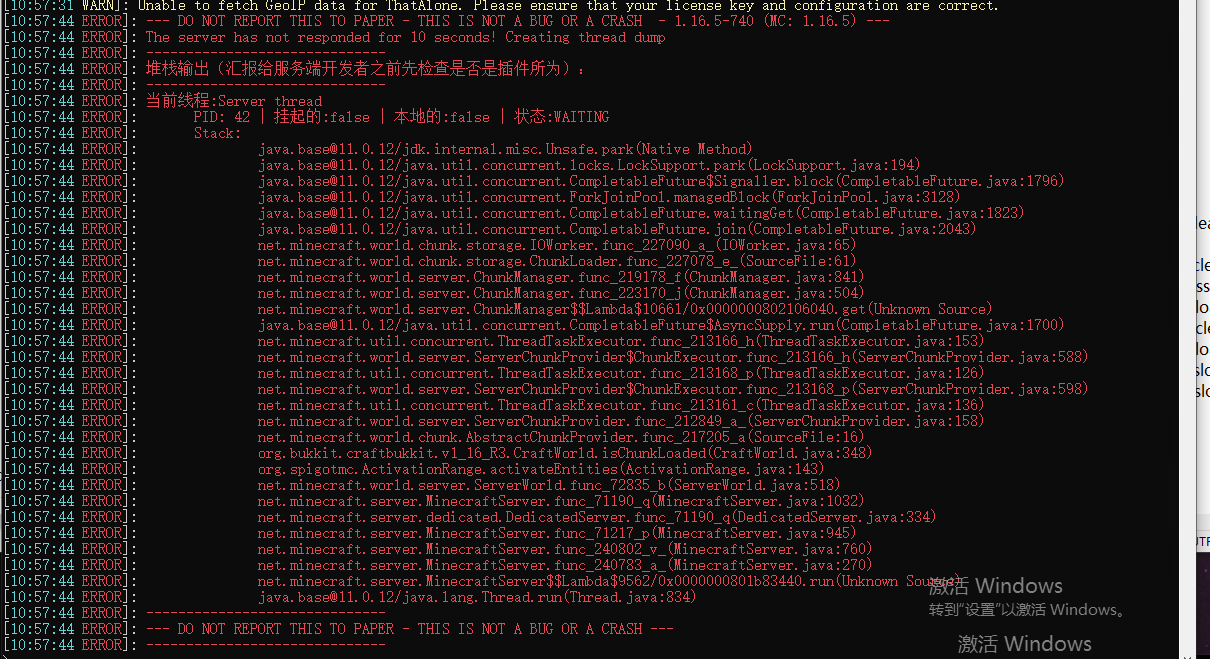 [10:57:31 WARN]: Unable to fetch GeoIP data for ThatAlone. Please ensure that your license key and configuration are correct.
[10:57:44 ERROR]: --- DO NOT REPORT THIS TO PAPER - THIS IS NOT A BUG OR A CRASH  - 1.16.5-740 (MC: 1.16.5) ---
[10:57:44 ERROR]: The server has not responded for 10 seconds! Creating thread dump
[10:57:44 ERROR]: ------------------------------
[10:57:44 ERROR]: 堆栈输出（汇报给服务端开发者之前先检查是否是插件所为）：
[10:57:44 ERROR]: ------------------------------
[10:57:44 ERROR]: 当前线程:Server thread
[10:57:44 ERROR]: PID: 42 | 挂起的:false | 本地的:false | 状态:WAITING
[10:57:44 ERROR]: Stack:
[10:57:44 ERROR]: java.base@11.0.12/jdk.internal.misc.Unsafe.park(Native Method)
[10:57:44 ERROR]: java.base@11.0.12/java.util.concurrent.locks.LockSupport.park(LockSupport.java:194)
[10:57:44 ERROR]: java.base@11.0.12/java.util.concurrent.CompletableFuture$Signaller.block(CompletableFuture.java:1796)
[10:57:44 ERROR]: java.base@11.0.12/java.util.concurrent.ForkJoinPool.managedBlock(ForkJoinPool.java:3128)
[10:57:44 ERROR]: java.base@11.0.12/java.util.concurrent.CompletableFuture.waitingGet(CompletableFuture.java:1823)
[10:57:44 ERROR]: java.base@11.0.12/java.util.concurrent.CompletableFuture.join(CompletableFuture.java:2043)
[10:57:44 ERROR]: net.minecraft.world.chunk.storage.IOWorker.func_227090_a_(IOWorker.java:65)
[10:57:44 ERROR]: net.minecraft.world.chunk.storage.ChunkLoader.func_227078_e_(SourceFile:61)
[10:57:44 ERROR]: net.minecraft.world.server.ChunkManager.func_219178_f(ChunkManager.java:841)
[10:57:44 ERROR]: net.minecraft.world.server.ChunkManager.func_223170_j(ChunkManager.java:504)
[10:57:44 ERROR]: net.minecraft.world.server.ChunkManager$$Lambda$10661/0x0000000802106040.get(Unknown Source)
[10:57:44 ERROR]: java.base@11.0.12/java.util.concurrent.CompletableFuture$AsyncSupply.run(CompletableFuture.java:1700)
[10:57:44 ERROR]: net.minecraft.util.concurrent.ThreadTaskExecutor.func_213166_h(ThreadTaskExecutor.java:153)
[10:57:44 ERROR]: net.minecraft.world.server.ServerChunkProvider$ChunkExecutor.func_213166_h(ServerChunkProvider.java:588)
[10:57:44 ERROR]: net.minecraft.util.concurrent.ThreadTaskExecutor.func_213168_p(ThreadTaskExecutor.java:126)
[10:57:44 ERROR]: net.minecraft.world.server.ServerChunkProvider$ChunkExecutor.func_213168_p(ServerChunkProvider.java:598)
[10:57:44 ERROR]: net.minecraft.util.concurrent.ThreadTaskExecutor.func_213161_c(ThreadTaskExecutor.java:136)
[10:57:44 ERROR]: net.minecraft.world.server.ServerChunkProvider.func_212849_a_(ServerChunkProvider.java:158)
[10:57:44 ERROR]: net.minecraft.world.chunk.AbstractChunkProvider.func_217205_a(SourceFile:16)
[10:57:44 ERROR]: org.bukkit.craftbukkit.v1_16_R3.CraftWorld.isChunkLoaded(CraftWorld.java:348)
[10:57:44 ERROR]: org.spigotmc.ActivationRange.activateEntities(ActivationRange.java:143)
[10:57:44 ERROR]: net.minecraft.world.server.ServerWorld.func_72835_b(ServerWorld.java:518)
[10:57:44 ERROR]: net.minecraft.server.MinecraftServer.func_71190_q(MinecraftServer.java:1032)
[10:57:44 ERROR]: net.minecraft.server.dedicated.DedicatedServer.func_71190_q(DedicatedServer.java:334)
[10:57:44 ERROR]: net.minecraft.server.MinecraftServer.func_71217_p(MinecraftServer.java:945)
[10:57:44 ERROR]: net.minecraft.server.MinecraftServer.func_240802_v_(MinecraftServer.java:760)
[10:57:44 ERROR]: net.minecraft.server.MinecraftServer.func_240783_a_(MinecraftServer.java:270)
[10:57:44 ERROR]: net.minecraft.server.MinecraftServer$$Lambda$9562/0x0000000801b83440.run(Unknown Source)
[10:57:44 ERROR]: java.base@11.0.12/java.lang.Thread.run(Thread.java:834)
[10:57:44 ERROR]: ------------------------------
[10:57:44 ERROR]: --- DO NOT REPORT THIS TO PAPER - THIS IS NOT A BUG OR A CRASH ---
[10:57:44 ERROR]: ------------------------------
激活 Windows
转到“设置”以激活 Windows。
激活 Windows